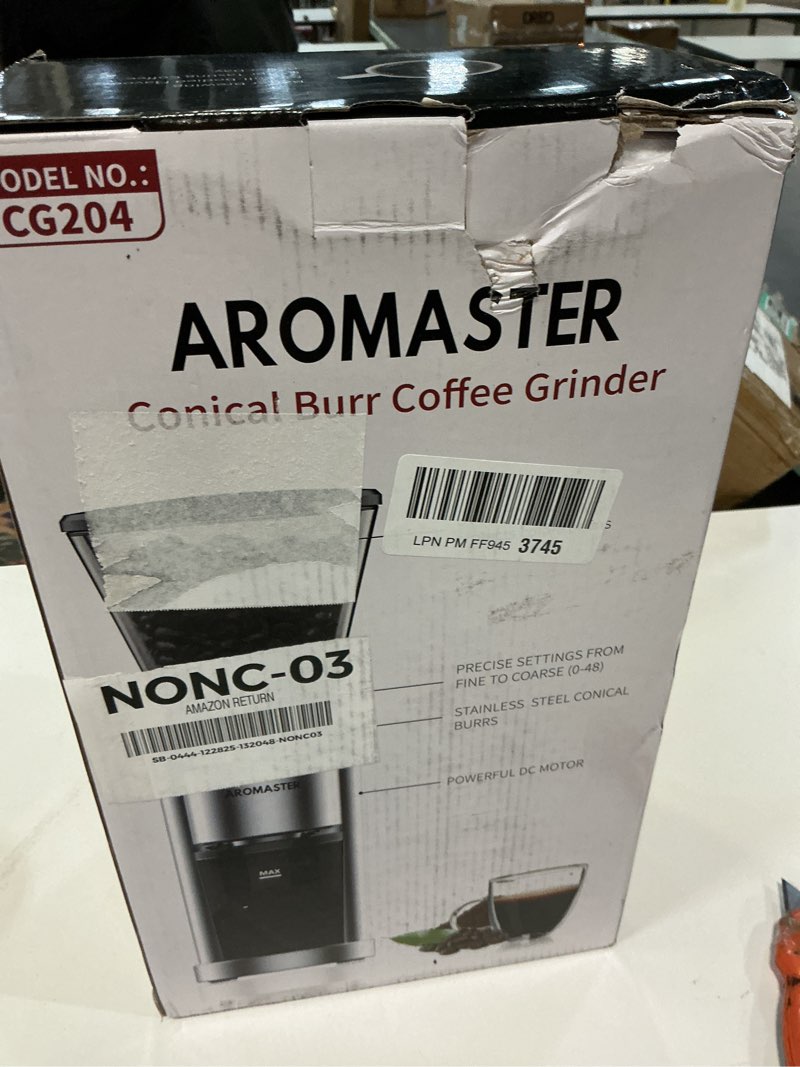 ODEL NO.:
CG204
AROMASTER
Conical Burr Coffee Grinder
S
LPN PM FF945 3745
PRECISE SETTINGS FROM
FINE TO COARSE (0-48)
NONC-03
AMAZON RETURN
STAINLESS STEEL CONICAL
BURRS
SB-0444-122825-132048-NONC03
POWERFUL DC MOTOR
AROMASTER
MAX